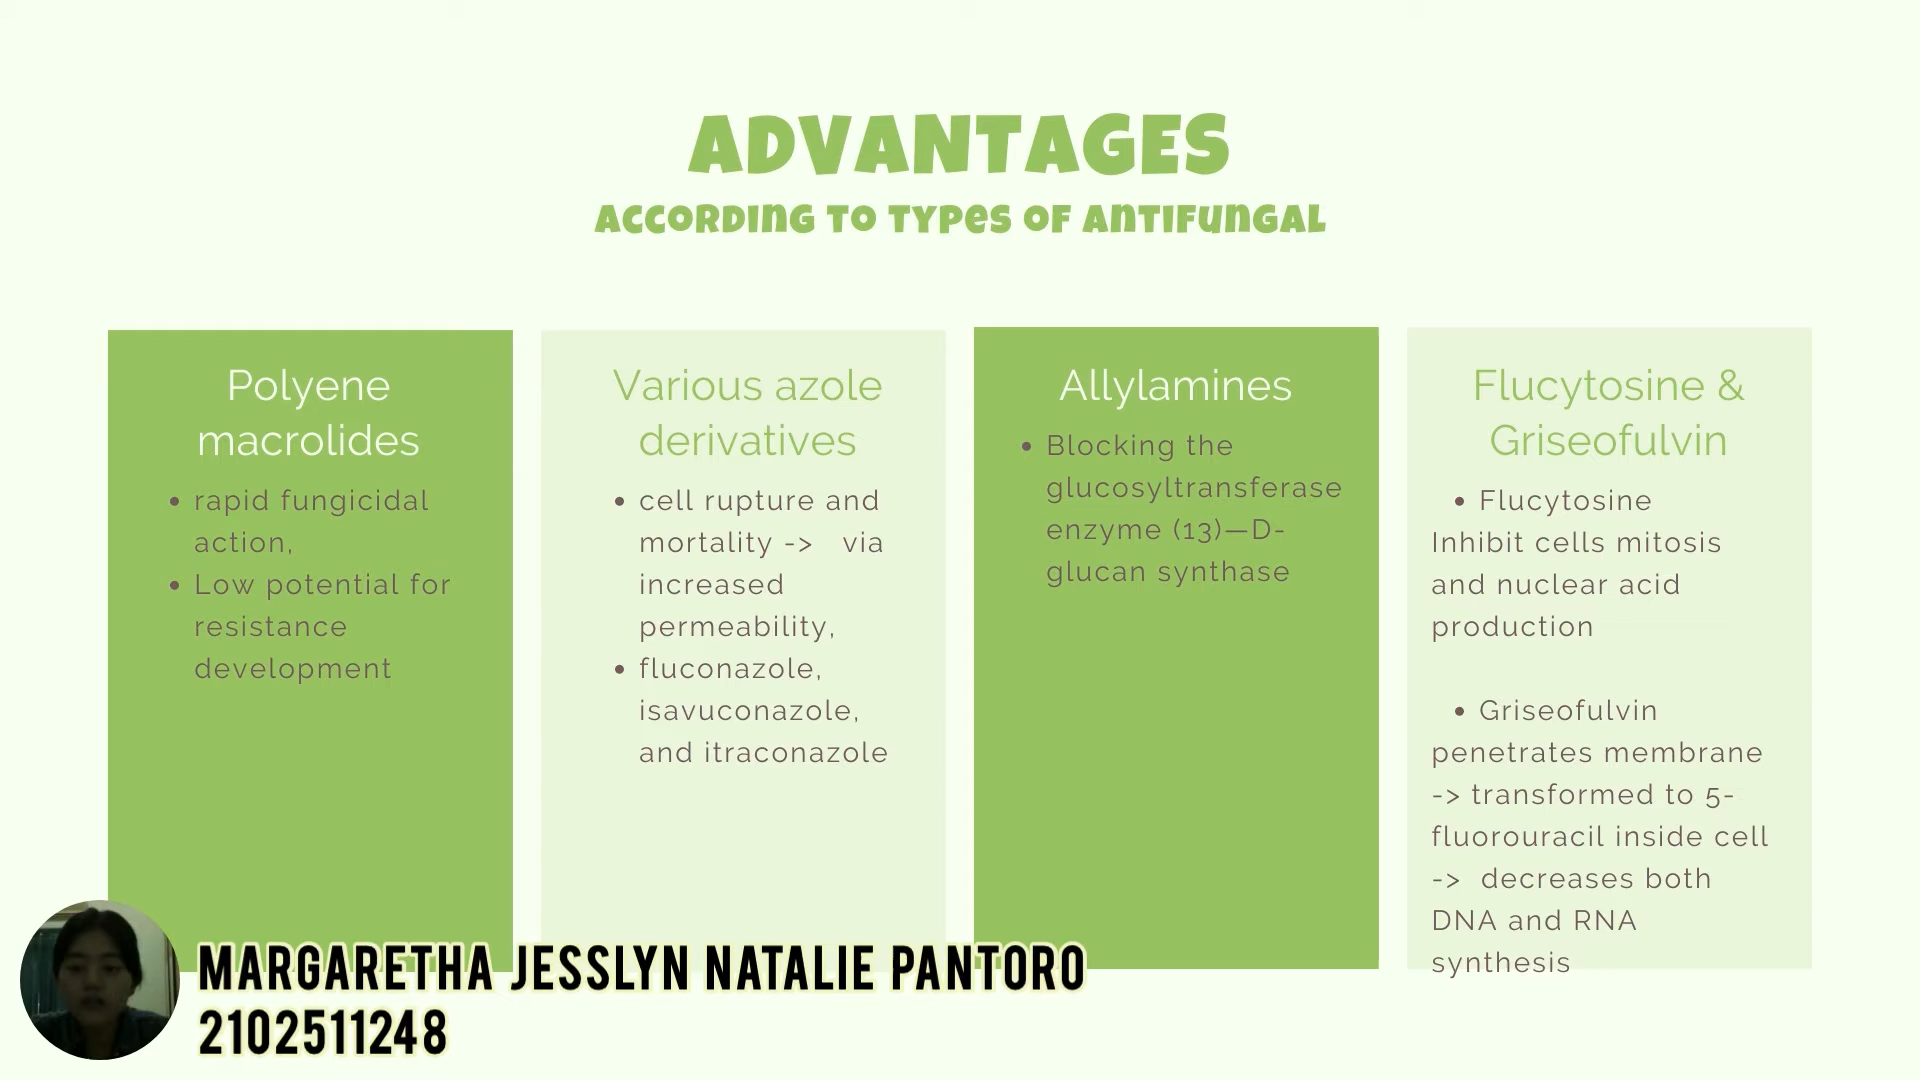 ADVANTAGES
ACCORDING TO TYPES OF ANTIFUNGAL
Polyene
macrolides
• rapid fungicidal
action,
• Low potential for
resistance
development
Various azole
derivatives
• cell rupture and
mortality -> via
increased
permeability,
• fluconazole,
isavuconazole,
and itraconazole
Allylamines
• Blocking the
glucosyltransferase
enzyme (13)—D-
glucan synthase
Flucytosine &
Griseofulvin
• Flucytosine
Inhibit cells mitosis
and nuclear acid
production
• Griseofulvin
penetrates membrane
-> transformed to 5-
fluorouracil inside cell
-> decreases both
DNA and RNA
synthesis
MARGARETHA JESSLYN NATALIE PANTORO
2102511248